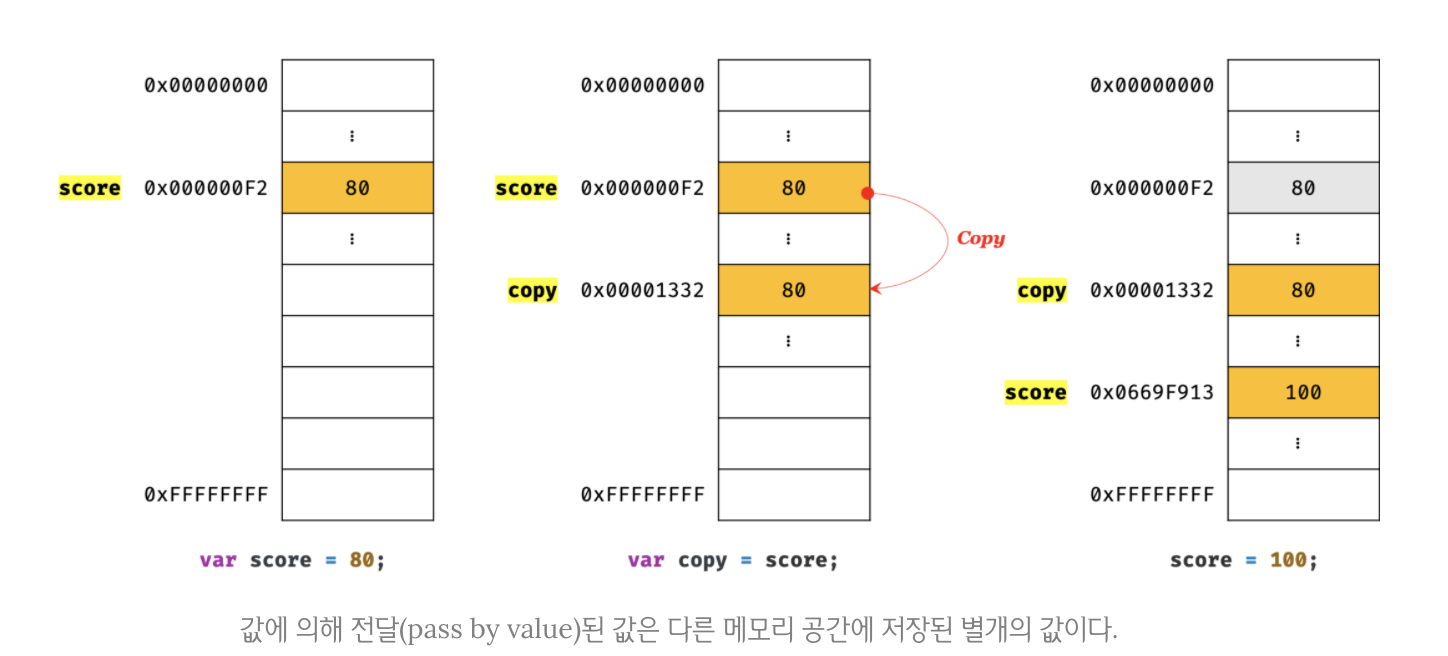 0x00000000 0x00000000 0x00000000
⋮ ⋮ ⋮
score 0x000000F2 80 score 0x000000F2 80 0x000000F2 80
⋮ ⋮ Copy ⋮
copy 0x00001332 80 copy 0x00001332 80
⋮ ⋮
score 0x0669F913 100
⋮
0xFFFFFFFF 0xFFFFFFFF 0xFFFFFFFF
var score = 80; var copy = score; score = 100;
값에 의해 전달(pass by value)된 값은 다른 메모리 공간에 저장된 별개의 값이다.